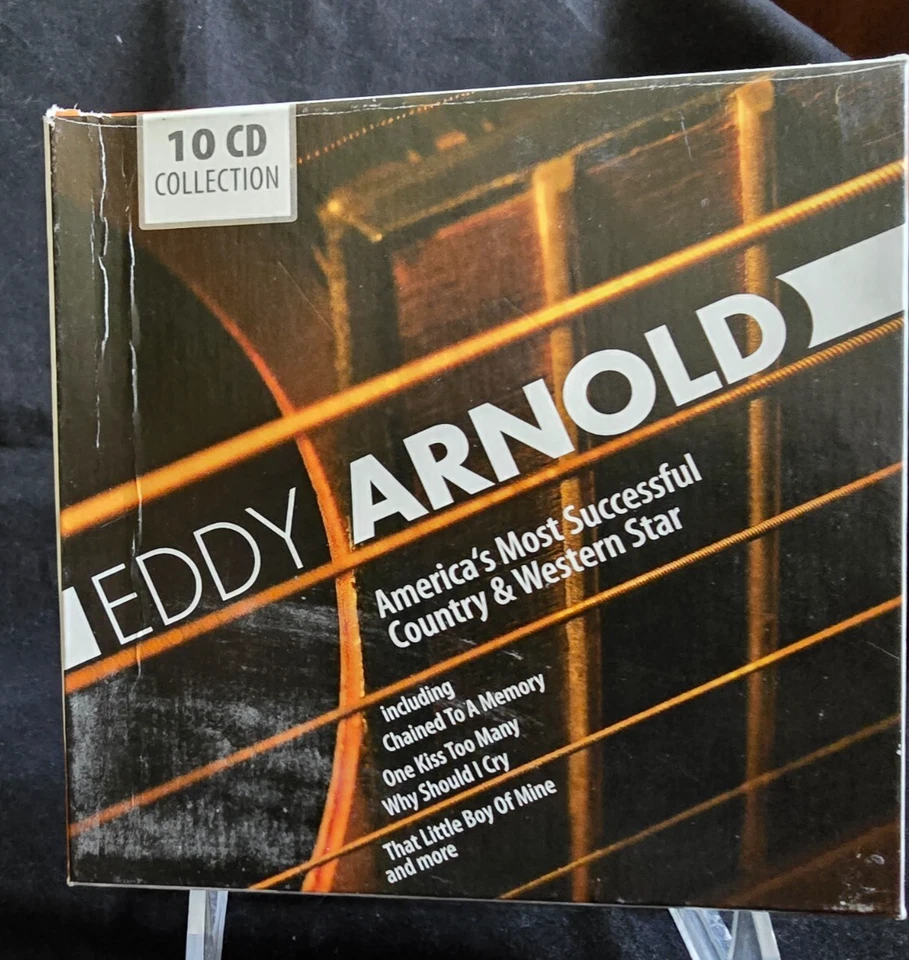 10 CD
COLLECTION
EDDY ARNOLD
America's Most Successful
Country & Western Star
including
Chained To A Memory
One Kiss Too Many
Why Should I Cry
That Little Boy Of Mine
and more